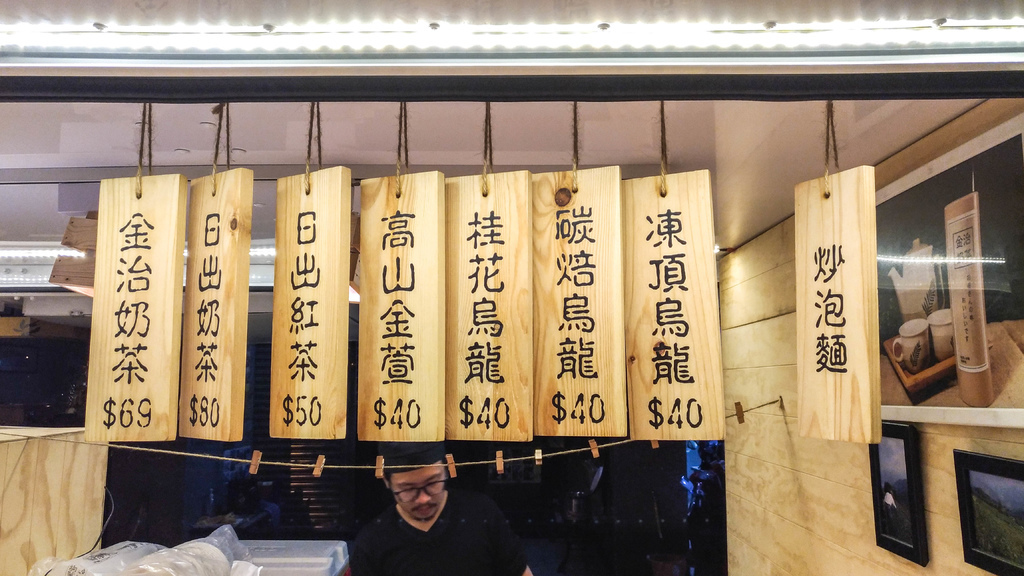 金治奶茶
$69
日出奶茶
$80
日出紅茶
$50
高山金萱
$40
桂花烏龍
$40
碳焙烏龍
$40
凍頂烏龍
$40
炒泡麵
金治